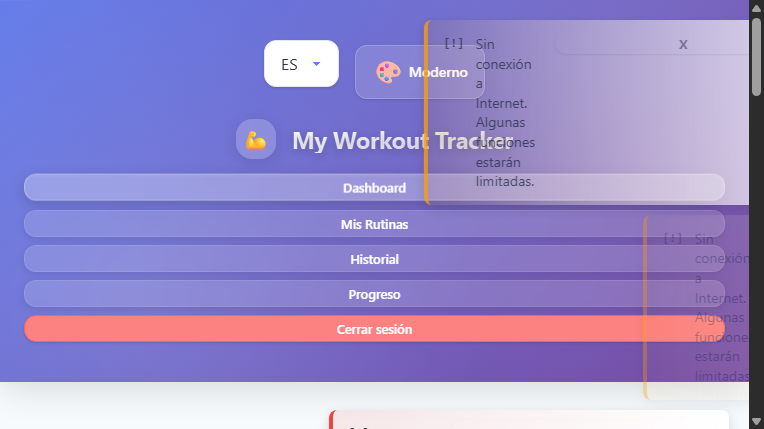 ES
Moderno
My Workout Tracker
Dashboard
Mis Rutinas
Historial
Progreso
Cerrar sesión
[!] Sin
conexión
a
Internet.
Algunas
funciones
estarán
limitadas.
X
[!] Sin
conexión
a
Internet.
Algunas
funciones
estarán
limitadas